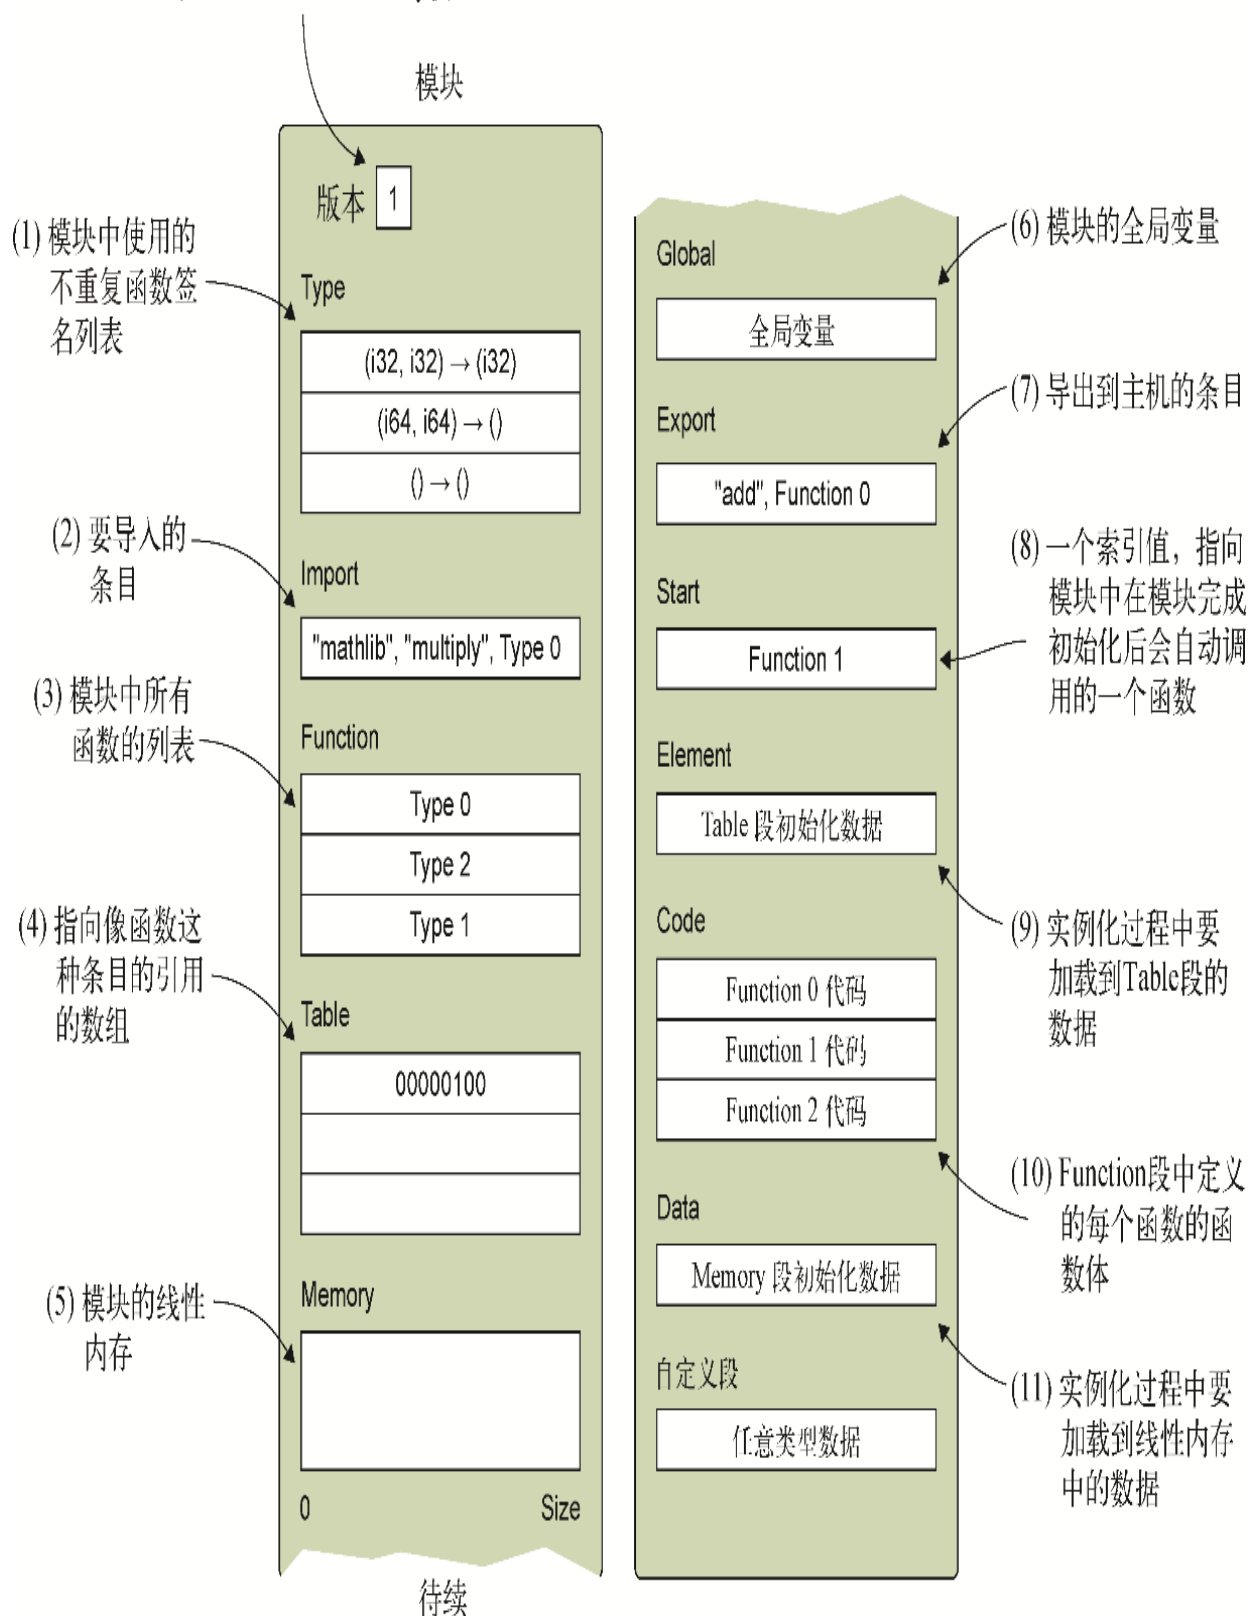 模块
版本 1
(1) 模块中使用的
不重复函数签
名列表
Type
(i32, i32) → (i32)
(i64, i64) → ()
() → ()
(2) 要导入的
条目
Import
"mathlib", "multiply", Type 0
(3) 模块中所有
函数的列表
Function
Type 0
Type 2
Type 1
(4) 指向像函数这
种条目的引用
的数组
Table
00000100
(5) 模块的线性
内存
Memory
0 Size
待续
Global
全局变量
(6) 模块的全局变量
Export
"add", Function 0
(7) 导出到主机的条目
Start
Function 1
(8) 一个索引值，指向
模块中在模块完成
初始化后会自动调
用的一个函数
Element
Table 段初始化数据
(9) 实例化过程中要
加载到Table段的
数据
Code
Function 0 代码
Function 1 代码
Function 2 代码
(10) Function段中定义
的每个函数的函
数体
Data
Memory 段初始化数据
(11) 实例化过程中要
加载到线性内存
中的数据
自定义段
任意类型数据